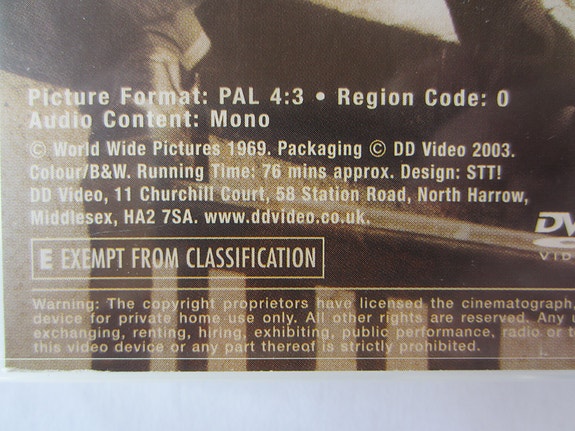 Picture Format: PAL 4:3 • Region Code: 0
Audio Content: Mono
© World Wide Pictures 1969. Packaging © DD Video 2003.
Colour/B&W. Running Time: 76 mins approx. Design: STT!
DD Video, 11 Churchill Court, 58 Station Road, North Harrow,
Middlesex, HA2 7SA. www.ddvideo.co.uk.
E EXEMPT FROM CLASSIFICATION
Warning: The copyright proprietors have licensed the cinematograph
device for private home use only. All other rights are reserved. Any
exchanging, renting, hiring, exhibiting, public performance, radio or
this video device or any part thereof is strictly prohibited.